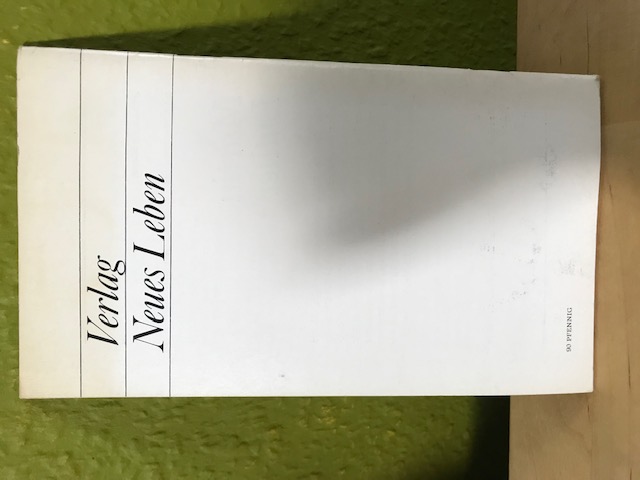 Verlag
Neues Leben
90 PFENNIG